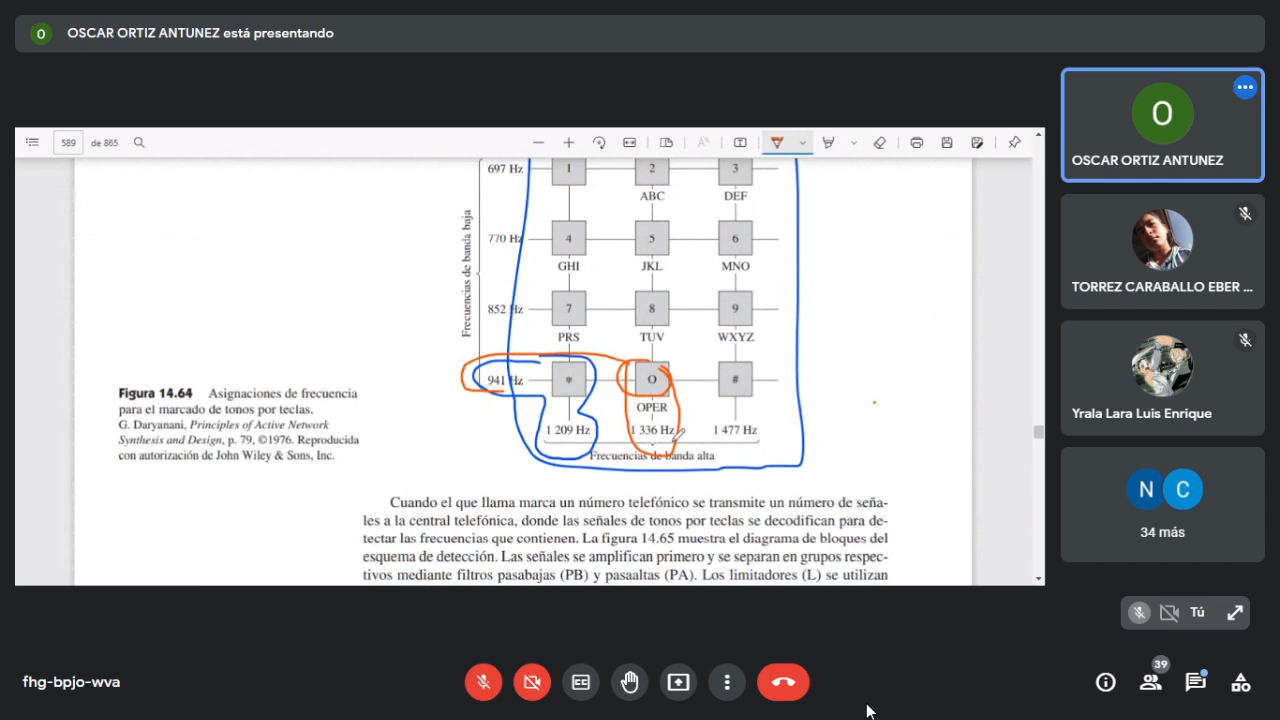 O OSCAR ORTIZ ANTUNEZ está presentando
589 de 865
697 Hz 1 2 3
ABC DEF
770 Hz 4 5 6
GHI JKL MNO
852 Hz 7 8 9
PRS TUV WXYZ
941 Hz * O #
OPER
1 209 Hz 1 336 Hz 1 477 Hz
Frecuencias de banda alta
Frecuencias de banda baja
Figura 14.64 Asignaciones de frecuencia
para el marcado de tonos por teclas.
G. Daryanani, Principles of Active Network
Synthesis and Design, p. 79, ©1976. Reproducida
con autorización de John Wiley & Sons, Inc.
Cuando el que llama marca un número telefónico se transmite un número de seña-
les a la central telefónica, donde las señales de tonos por teclas se decodifican para de-
tectar las frecuencias que contienen. La figura 14.65 muestra el diagrama de bloques del
esquema de detección. Las señales se amplifican primero y se separan en grupos respec-
tivos mediante filtros pasabajas (PB) y pasaaltas (PA). Los limitadores (L) se utilizan
O
OSCAR ORTIZ ANTUNEZ
TORREZ CARABALLO EBER ...
Yrala Lara Luis Enrique
N C
34 más
Tú
fhg-bpjo-wva
39